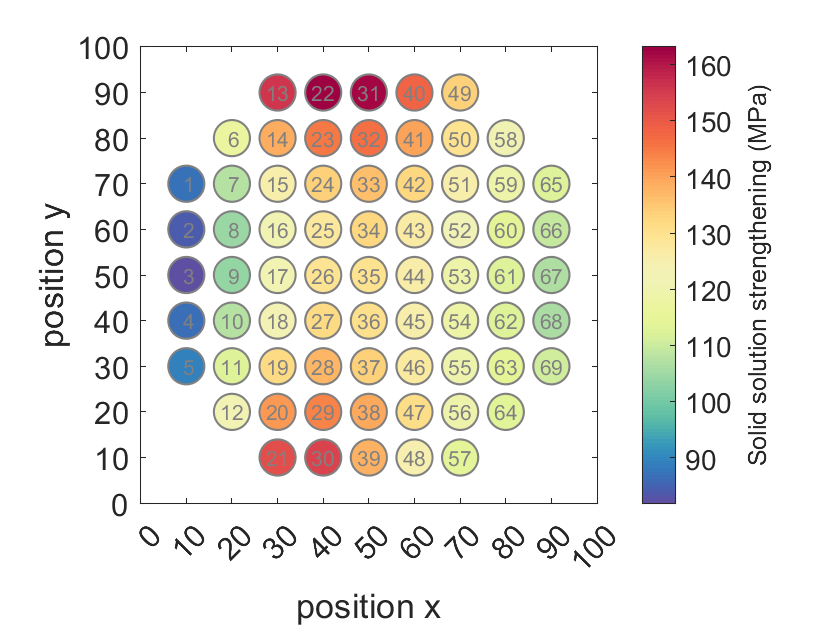 100
90
80
70
60
50
40
30
20
10
0
position y
13 22 31 40 49
6 14 23 32 41 50 58
1 7 15 24 33 42 51 59 65
2 8 16 25 34 43 52 60 66
3 9 17 26 35 44 53 61 67
4 10 18 27 36 45 54 62 68
5 11 19 28 37 46 55 63 69
12 20 29 38 47 56 64
21 30 39 48 57
0 10 20 30 40 50 60 70 80 90 100
position x
160
150
140
130
120
110
100
90
Solid solution strengthening (MPa)